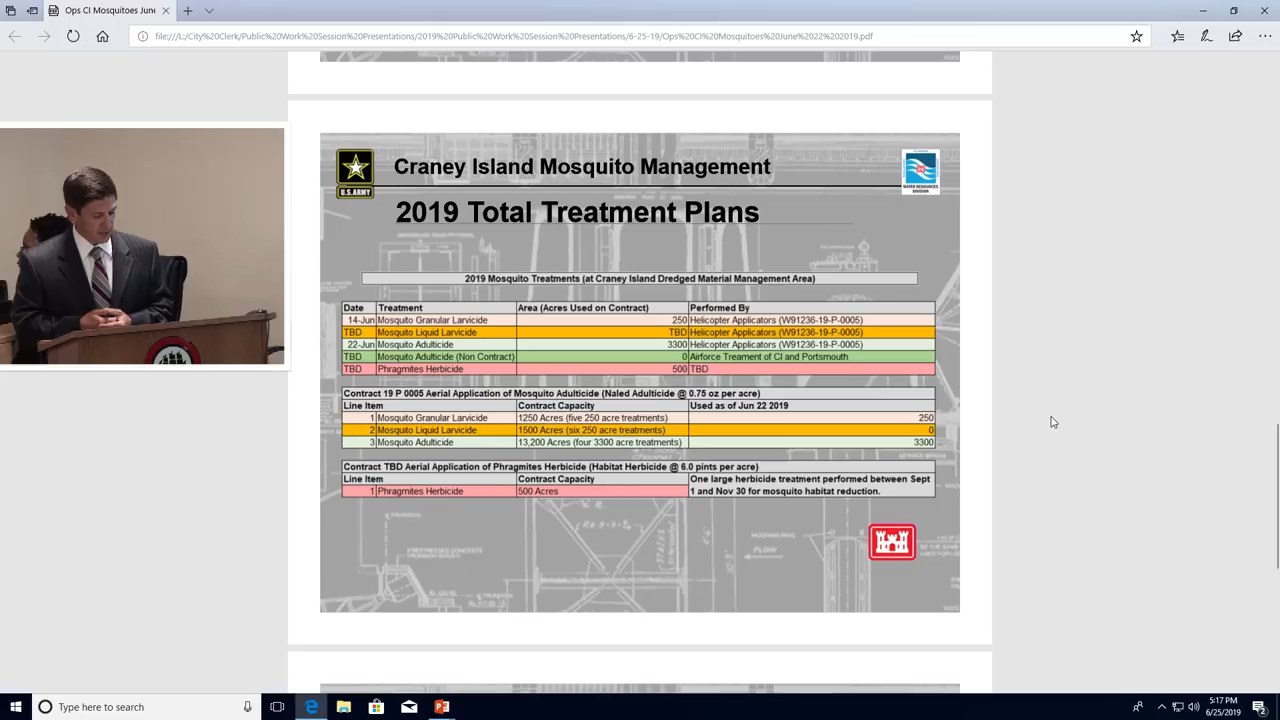 Ops CI Mosquitoes June
file:///L:/City%20Clerk/Public%20Work%20Session%20Presentations/2019%20Public%20Work%20Session%20Presentations/6-25-19/Ops%20CI%20Mosquitoes%20June%2022%202019.pdf
Craney Island Mosquito Management
U.S.ARMY
WATER RESOURCES
DIVISION
2019 Total Treatment Plans
2019 Mosquito Treatments (at Craney Island Dredged Material Management Area)
Date Treatment Area (Acres Used on Contract) Performed By
14-Jun Mosquito Granular Larvicide 250 Helicopter Applicators (W91236-19-P-0005)
TBD Mosquito Liquid Larvicide TBD Helicopter Applicators (W91236-19-P-0005)
22-Jun Mosquito Adulticide 3300 Helicopter Applicators (W91236-19-P-0005)
TBD Mosquito Adulticide (Non Contract) 0 Airforce Treament of CI and Portsmouth
TBD Phragmites Herbicide 500 TBD
Contract 19 P 0005 Aerial Application of Mosquito Adulticide (Naled Adulticide @ 0.75 oz per acre)
Line Item Contract Capacity Used as of Jun 22 2019
1 Mosquito Granular Larvicide 1250 Acres (five 250 acre treatments) 250
2 Mosquito Liquid Larvicide 1500 Acres (six 250 acre treatments) 0
3 Mosquito Adulticide 13,200 Acres (four 3300 acre treatments) 3300
Contract TBD Aerial Application of Phragmites Herbicide (Habitat Herbicide @ 6.0 pints per acre)
Line Item Contract Capacity One large herbicide treatment performed between Sept
1 Phragmites Herbicide 500 Acres 1 and Nov 30 for mosquito habitat reduction.
FLOW
Type here to search
5:17 PM
6/25/2019
2